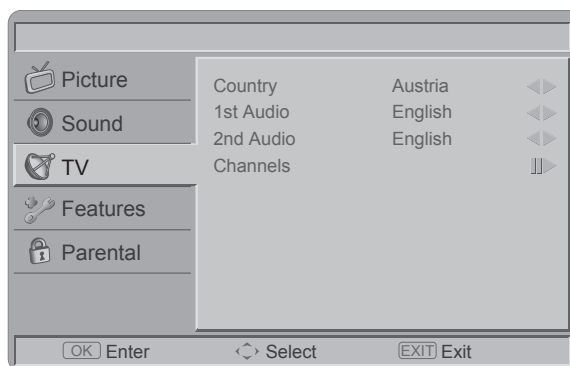 Picture
Sound
TV
Features
Parental
Country Austria
1st Audio English
2nd Audio English
Channels
OK Enter Select EXIT Exit